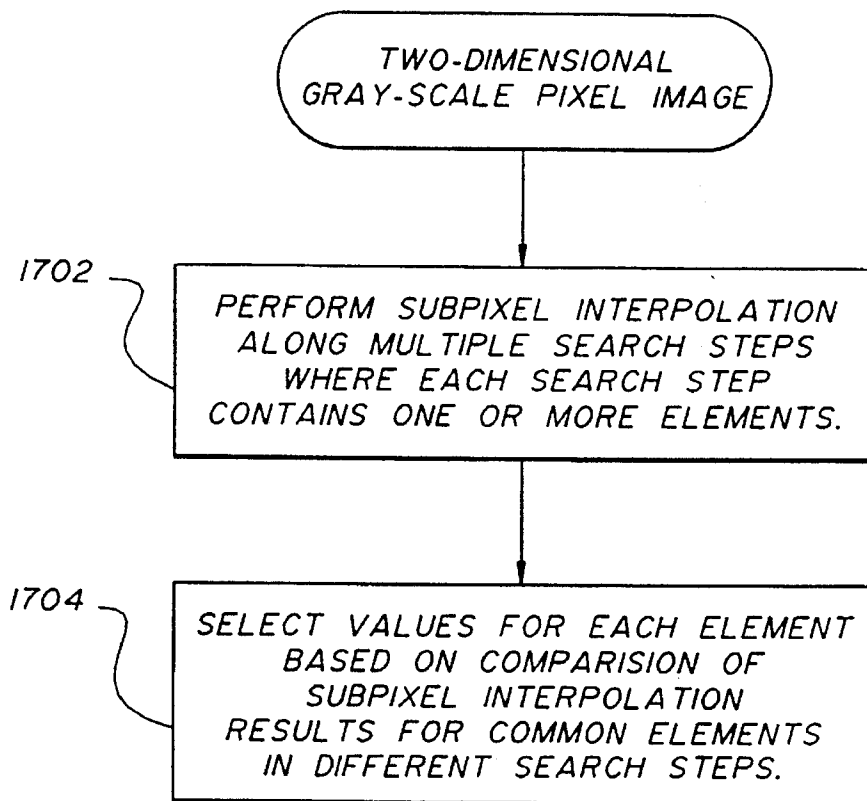 TWO-DIMENSIONAL
GRAY-SCALE PIXEL IMAGE
1702
PERFORM SUBPIXEL INTERPOLATION
ALONG MULTIPLE SEARCH STEPS
WHERE EACH SEARCH STEP
CONTAINS ONE OR MORE ELEMENTS.
1704
SELECT VALUES FOR EACH ELEMENT
BASED ON COMPARISION OF
SUBPIXEL INTERPOLATION
RESULTS FOR COMMON ELEMENTS
IN DIFFERENT SEARCH STEPS.